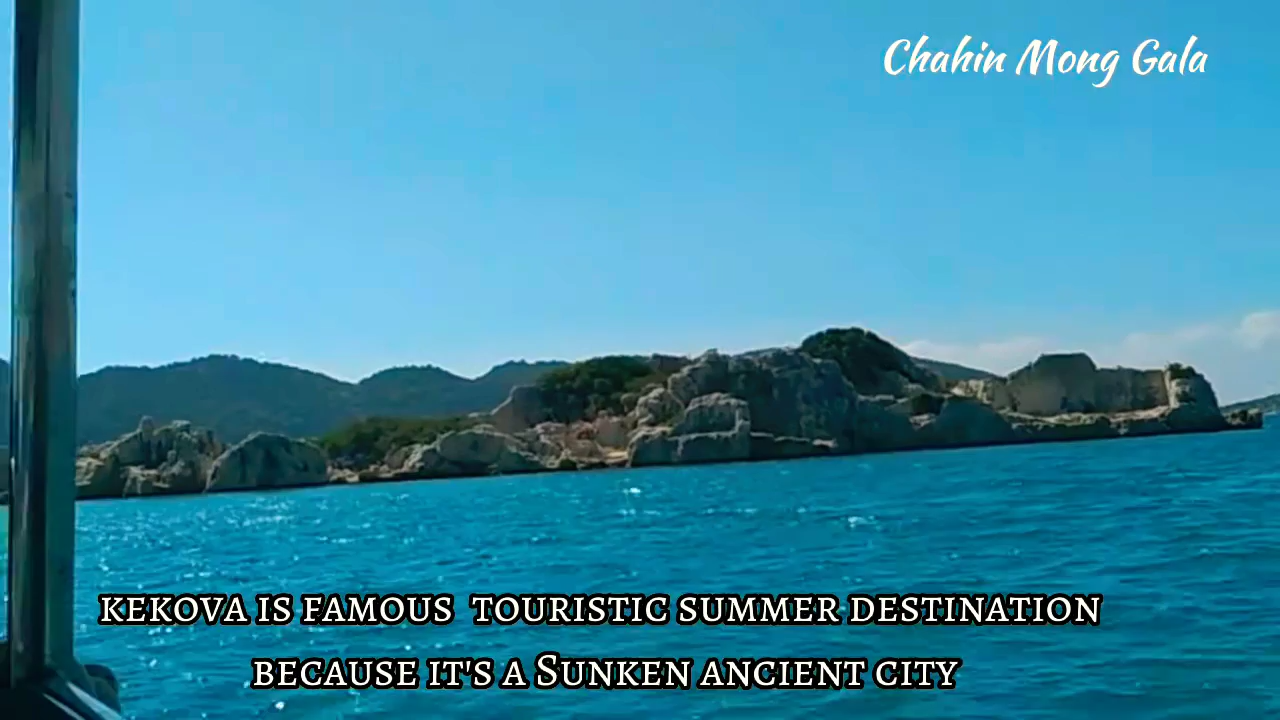 Chahin Mong Gala
KEKOVA IS FAMOUS TOURISTIC SUMMER DESTINATION
BECAUSE IT'S A SUNKEN ANCIENT CITY